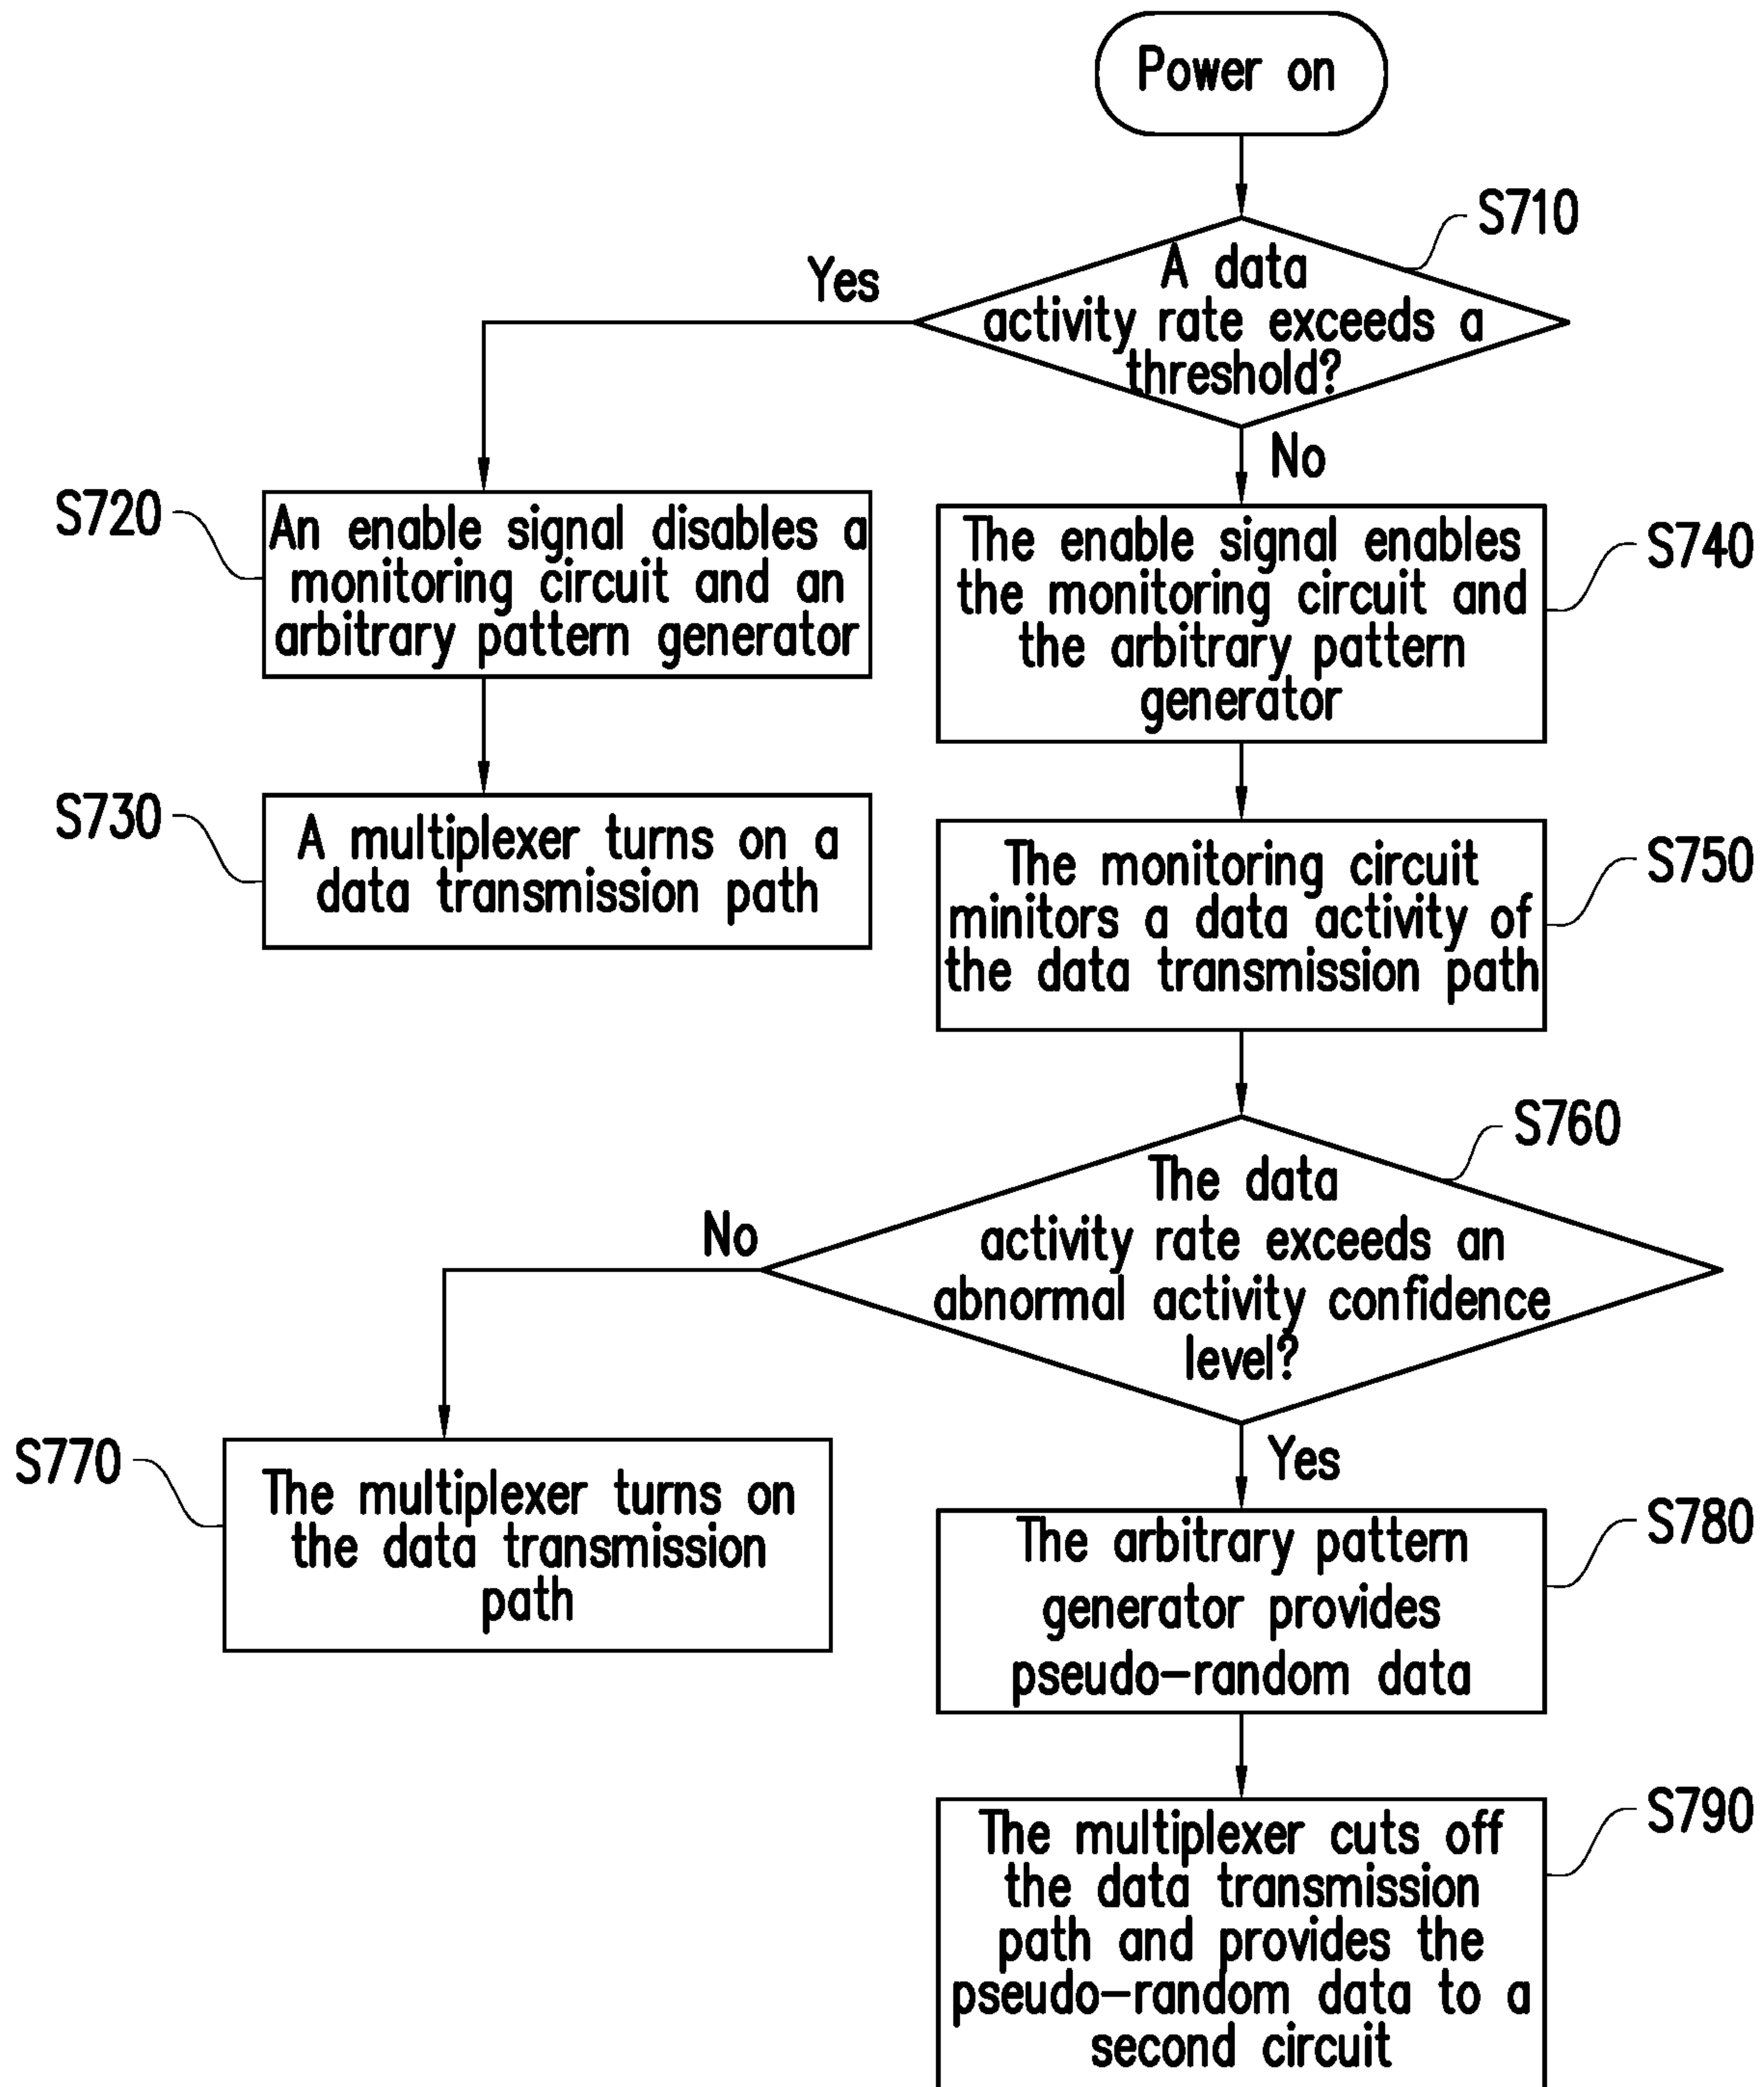 Power on
S710
A data
activity rate exceeds a
threshold?
Yes
No
S720
An enable signal disables a
monitoring circuit and an
arbitrary pattern generator
S740
The enable signal enables
the monitoring circuit and
the arbitrary pattern
generator
S730
A multiplexer turns on a
data transmission path
S750
The monitoring circuit
minitors a data activity of
the data transmission path
S760
The data
activity rate exceeds an
abnormal activity confidence
level?
No
Yes
S770
The multiplexer turns on
the data transmission
path
S780
The arbitrary pattern
generator provides
pseudo-random data
S790
The multiplexer cuts off
the data transmission
path and provides the
pseudo-random data to a
second circuit